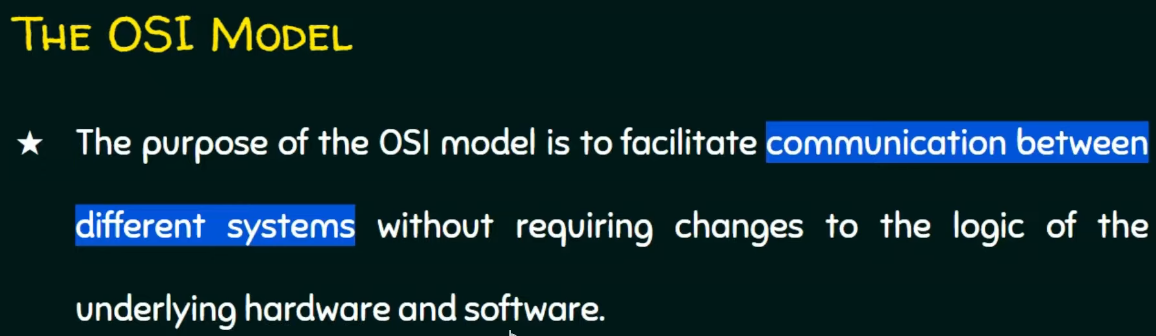 THE OSI MODEL
★ The purpose of the OSI model is to facilitate communication between
different systems without requiring changes to the logic of the
underlying hardware and software.